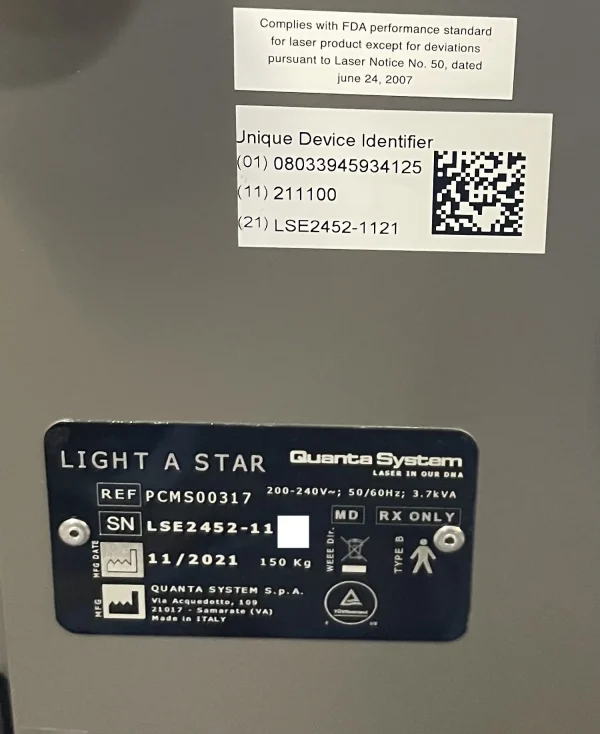 Complies with FDA performance standard
for laser product except for deviations
pursuant to Laser Notice No. 50, dated
june 24, 2007
Unique Device Identifier
(01) 08033945934125
(11) 211100
(21) LSE2452-1121
LIGHT A STAR
Quanta System
LASER IN OUR DNA
REF PCMS00317 200-240V~; 50/60Hz; 3.7kVA
SN LSE2452-11 MD RX ONLY
MFG DATE 11/2021 150 Kg WEEE Dir. TYPE B
MFG QUANTA SYSTEM S.p.A.
Via Acquedotto, 109
21017 - Samarate (VA)
Made in ITALY